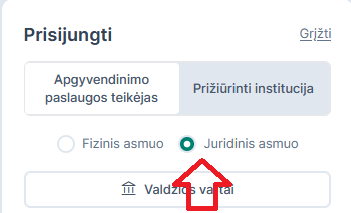 Prisijungti
Grįžti
Apgyvendinimo
paslaugos teikėjas
Prižiūrinti institucija
Fizinis asmuo
Juridinis asmuo
Valdžios vartai